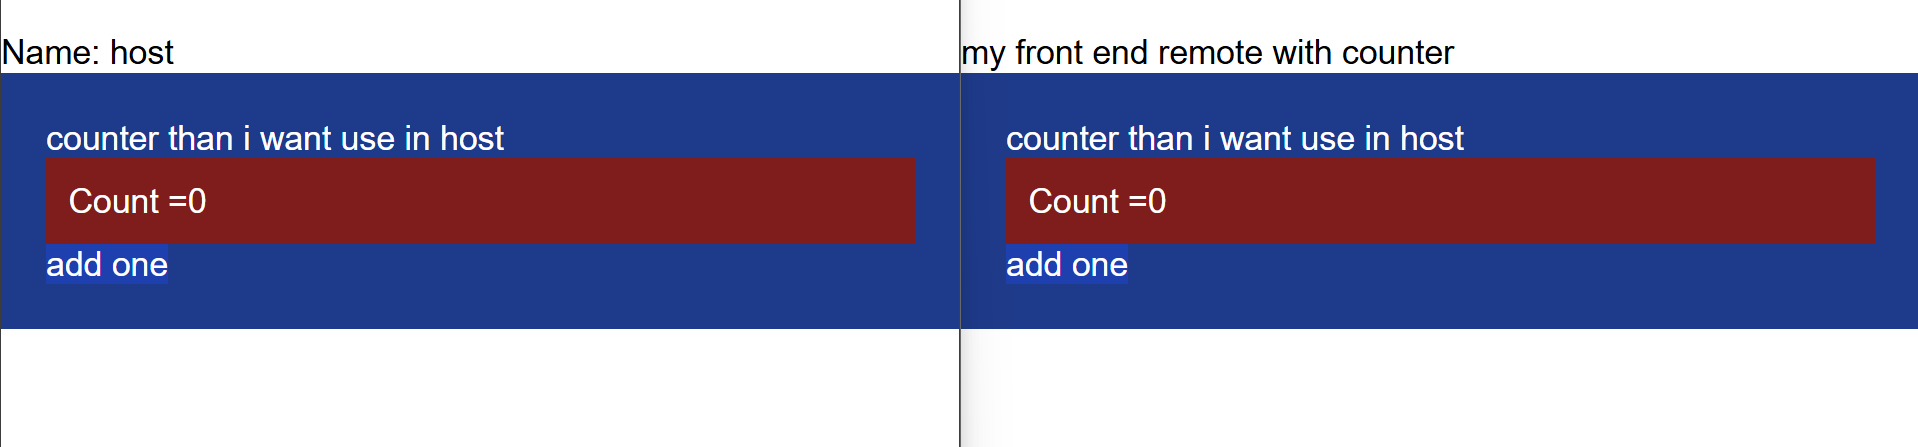 Name: host
counter than i want use in host
Count =0
add one
my front end remote with counter
counter than i want use in host
Count =0
add one